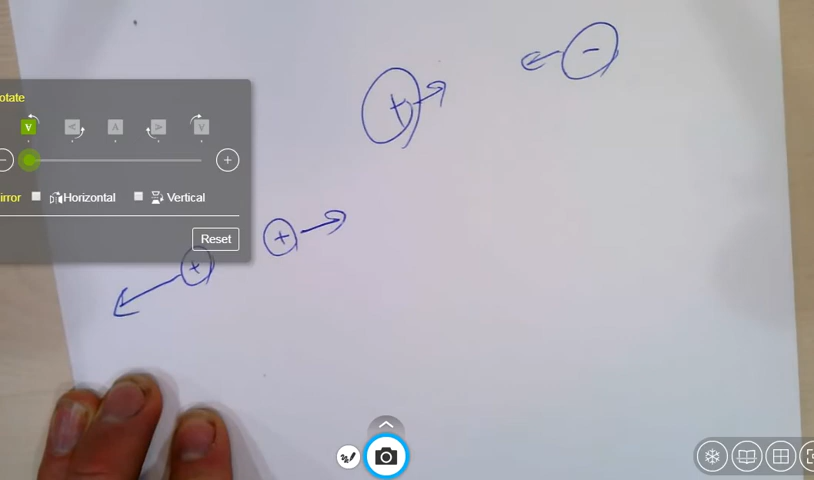 otate
V A A A V
irror Horizontal Vertical
Reset
+ −
+ +